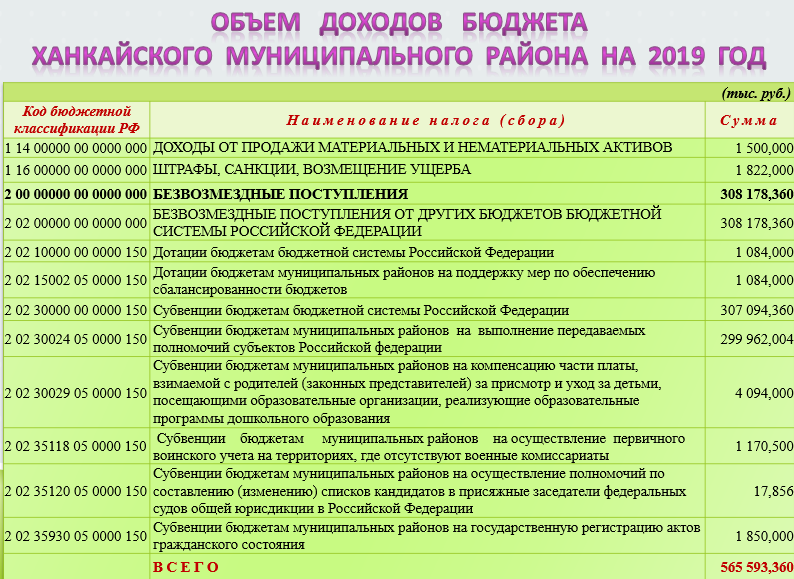 ОБЪЕМ ДОХОДОВ БЮДЖЕТА
ХАНКАЙСКОГО МУНИЦИПАЛЬНОГО РАЙОНА НА 2019 ГОД
(тыс. руб.)
Код бюджетной
классификации РФ
Наименование налога (сбора)
Сумма
1 14 00000 00 0000 000 ДОХОДЫ ОТ ПРОДАЖИ МАТЕРИАЛЬНЫХ И НЕМАТЕРИАЛЬНЫХ АКТИВОВ 1 500,000
1 16 00000 00 0000 000 ШТРАФЫ, САНКЦИИ, ВОЗМЕЩЕНИЕ УЩЕРБА 1 822,000
2 00 00000 00 0000 000 БЕЗВОЗМЕЗДНЫЕ ПОСТУПЛЕНИЯ 308 178,360
2 02 00000 00 0000 000 БЕЗВОЗМЕЗДНЫЕ ПОСТУПЛЕНИЯ ОТ ДРУГИХ БЮДЖЕТОВ БЮДЖЕТНОЙ
СИСТЕМЫ РОССИЙСКОЙ ФЕДЕРАЦИИ 308 178,360
2 02 10000 00 0000 150 Дотации бюджетам бюджетной системы Российской Федерации 1 084,000
2 02 15002 05 0000 150 Дотации бюджетам муниципальных районов на поддержку мер по обеспечению
сбалансированности бюджетов 1 084,000
2 02 30000 00 0000 150 Субвенции бюджетам бюджетной системы Российской Федерации 307 094,360
2 02 30024 05 0000 150 Субвенции бюджетам муниципальных районов на выполнение передаваемых
полномочий субъектов Российской федерации 299 962,004
Субвенции бюджетам муниципальных районов на компенсацию части платы,
взимаемой с родителей (законных представителей) за присмотр и уход за детьми,
2 02 30029 05 0000 150 посещающими образовательные организации, реализующие образовательные 4 094,000
программы дошкольного образования
2 02 35118 05 0000 150 Субвенции бюджетам муниципальных районов на осуществление первичного
воинского учета на территориях, где отсутствуют военные комиссариаты 1 170,500
Субвенции бюджетам муниципальных районов на осуществление полномочий по
2 02 35120 05 0000 150 составлению (изменению) списков кандидатов в присяжные заседатели федеральных 17,856
судов общей юрисдикции в Российской Федерации
2 02 35930 05 0000 150 Субвенции бюджетам муниципальных районов на государственную регистрацию актов
гражданского состояния 1 850,000
ВСЕГО 565 593,360